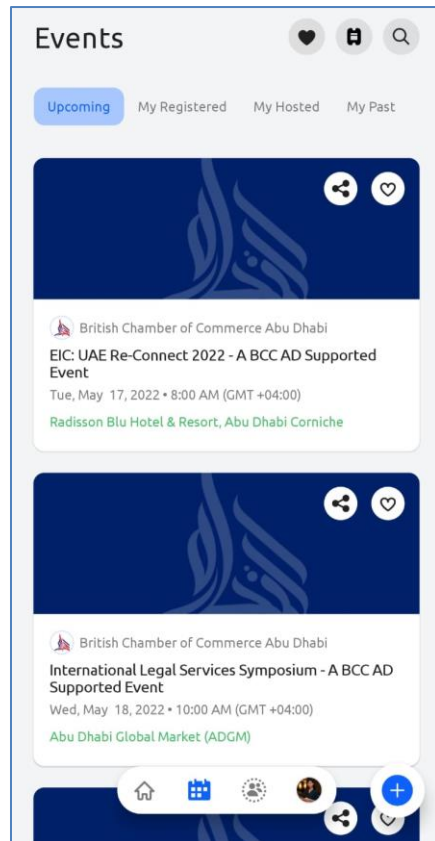 Events
Upcoming My Registered My Hosted My Past
British Chamber of Commerce Abu Dhabi
EIC: UAE Re-Connect 2022 - A BCC AD Supported
Event
Tue, May 17, 2022 • 8:00 AM (GMT +04:00)
Radisson Blu Hotel & Resort, Abu Dhabi Corniche
British Chamber of Commerce Abu Dhabi
International Legal Services Symposium - A BCC AD
Supported Event
Wed, May 18, 2022 • 10:00 AM (GMT +04:00)
Abu Dhabi Global Market (ADGM)